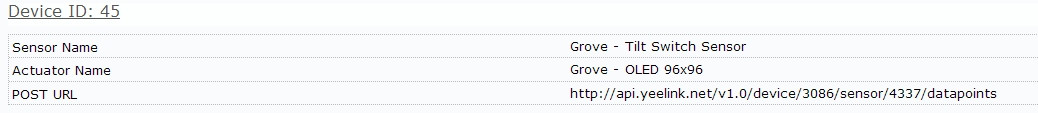 Device ID: 45
Sensor Name Grove - Tilt Switch Sensor
Actuator Name Grove - OLED 96x96
POST URL http://api.yeelink.net/v1.0/device/3086/sensor/4337/datapoints